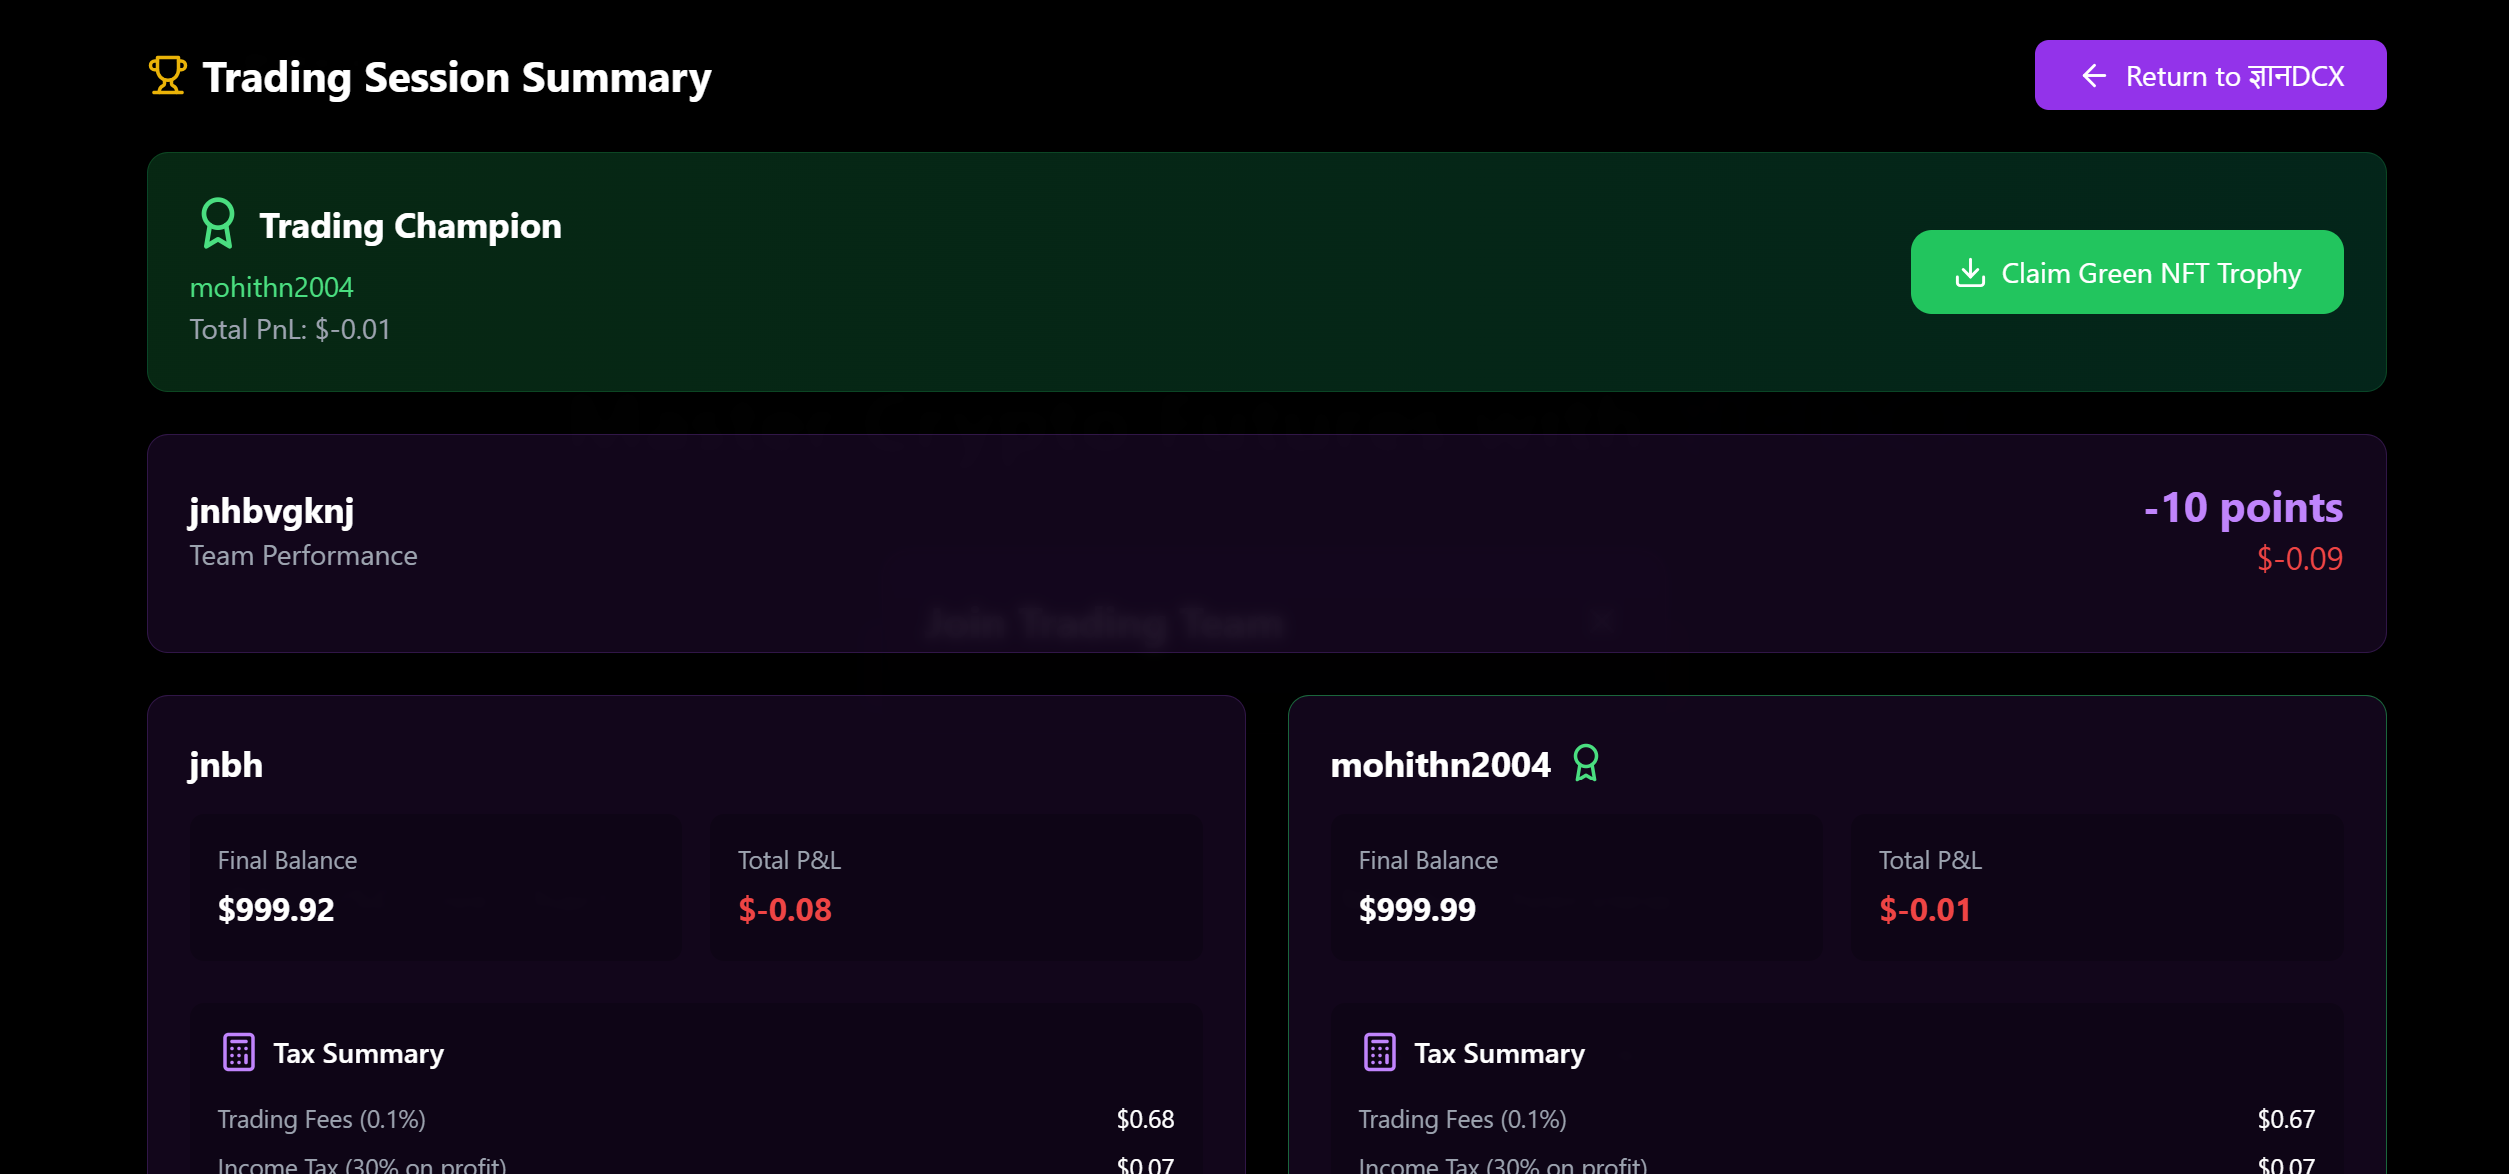 Trading Session Summary
Return to ज्ञानDCX
Trading Champion
mohithn2004
Total PnL: $-0.01
Claim Green NFT Trophy
jnhbvgknj
Team Performance
-10 points
$-0.09
Join Trading Team
jnbh
Final Balance
$999.92
Total P&L
$-0.08
Tax Summary
Trading Fees (0.1%)
$0.68
Income Tax (30% on profit)
$0.07
mohithn2004
Final Balance
$999.99
Total P&L
$-0.01
Tax Summary
Trading Fees (0.1%)
$0.67
Income Tax (30% on profit)
$0.07